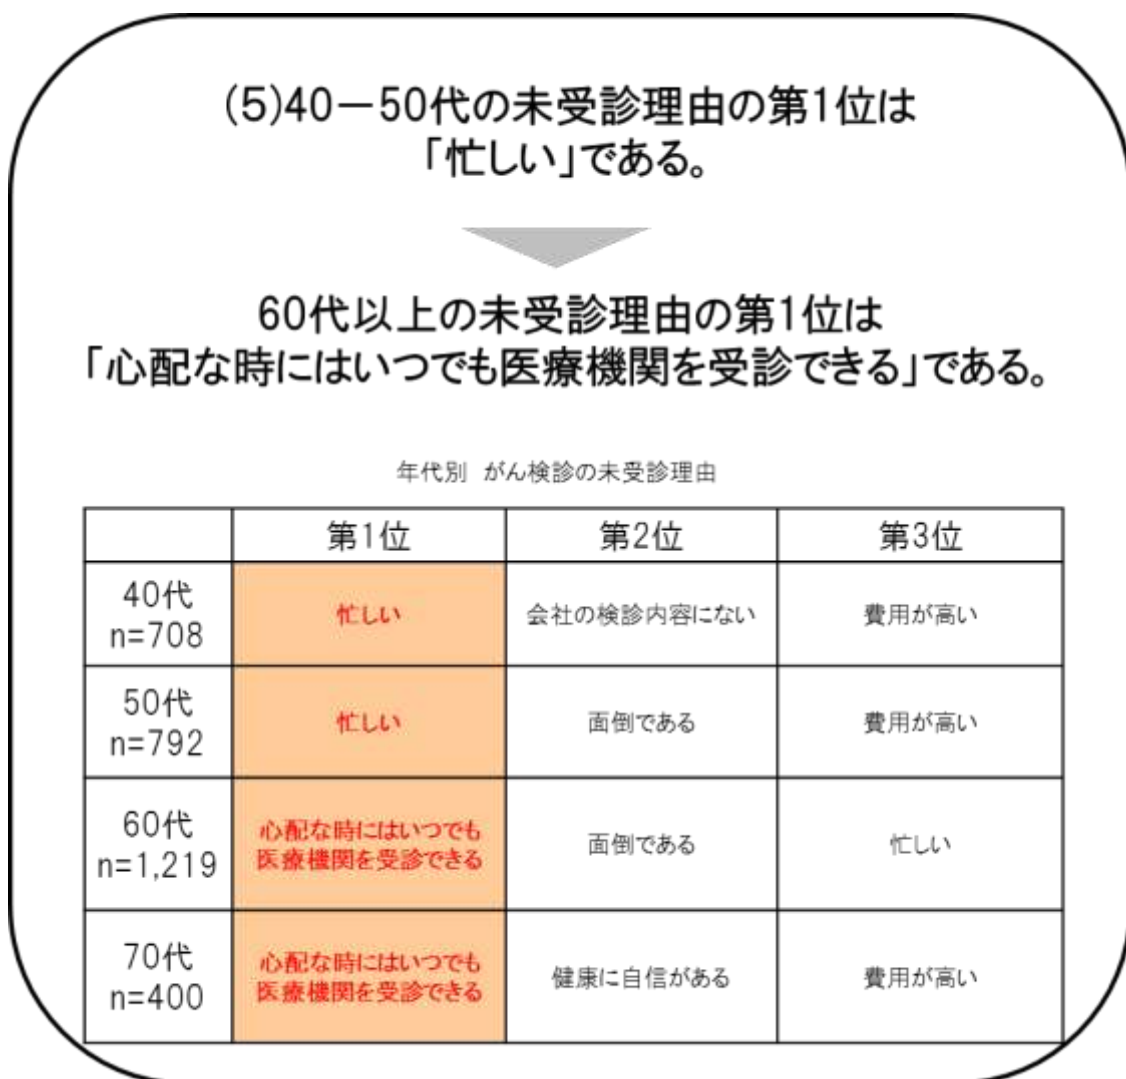 (5)40－50代の未受診理由の第1位は
「忙しい」である。
60代以上の未受診理由の第1位は
「心配な時にはいつでも医療機関を受診できる」である。
年代別 がん検診の未受診理由
第1位 第2位 第3位
40代
n=708
忙しい
会社の検診内容にない
費用が高い
50代
n=792
忙しい
面倒である
費用が高い
60代
n=1,219
心配な時にはいつでも
医療機関を受診できる
面倒である
忙しい
70代
n=400
心配な時にはいつでも
医療機関を受診できる
健康に自信がある
費用が高い